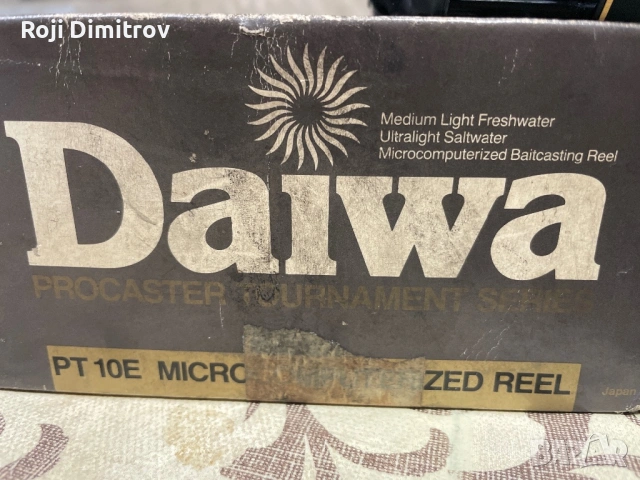 Roji Dimitrov
Medium Light Freshwater
Ultralight Saltwater
Microcomputerized Baitcasting Reel
Daiwa
PROCASTER TOURNAMENT SERIES
PT 10E MICRO ZED REEL
Japan